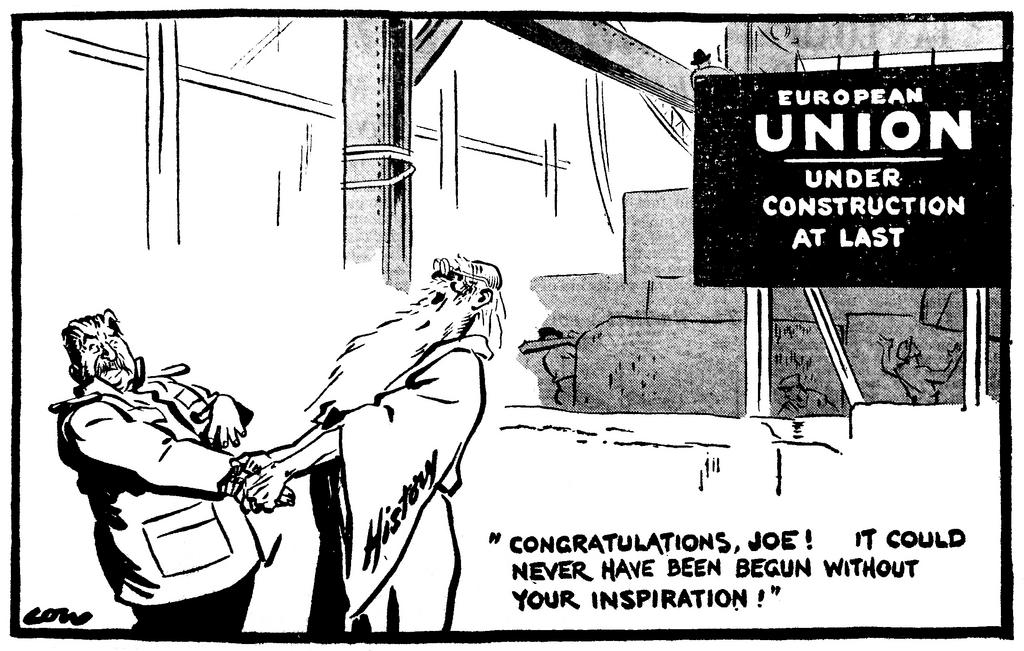 EUROPEAN
UNION
UNDER
CONSTRUCTION
AT LAST
History
"CONGRATULATIONS, JOE! IT COULD
NEVER HAVE BEEN BEGUN WITHOUT
YOUR INSPIRATION!"
LOW